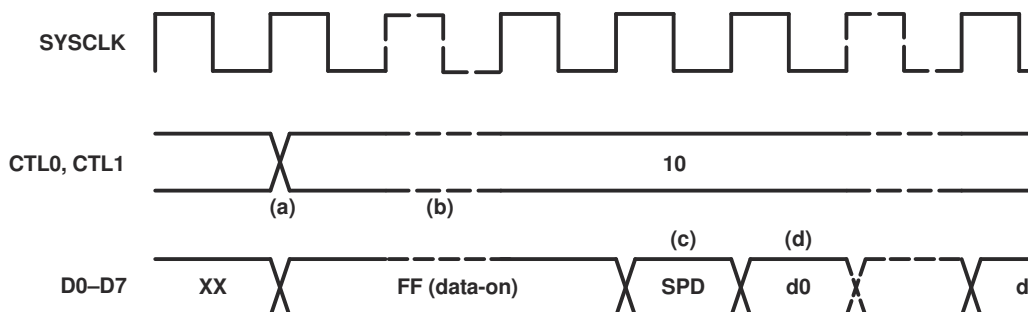 SYSCLK
CTL0, CTL1
10
(a)
(b)
(c)
(d)
D0–D7
XX
FF (data-on)
SPD
d0
d